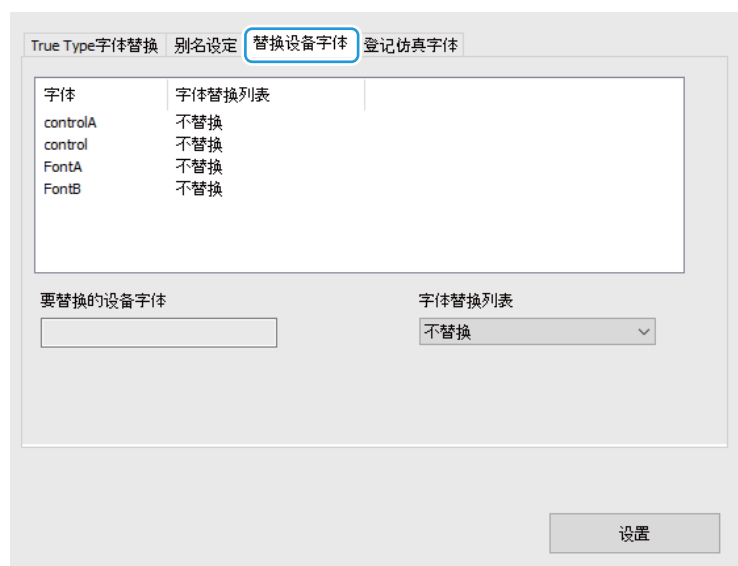 True Type字体替换 别名设定 替换设备字体 登记仿真字体
字体 字体替换列表
controlA 不替换
control 不替换
FontA 不替换
FontB 不替换
要替换的设备字体 字体替换列表
不替换
设置